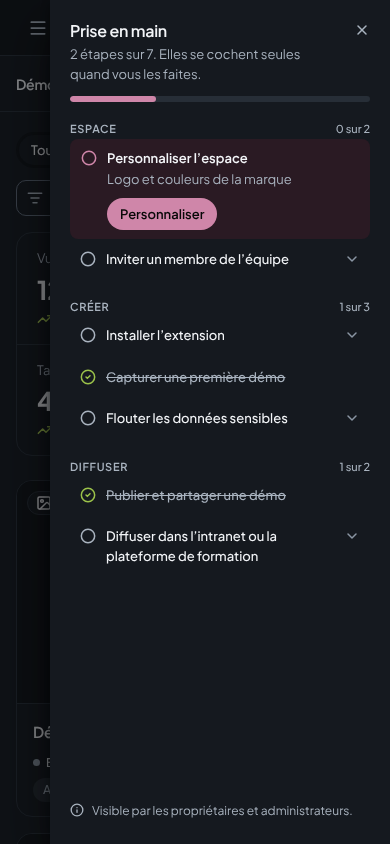 Prise en main
2 étapes sur 7. Elles se cochent seules
quand vous les faites.
ESPACE 0 sur 2
Personnaliser l'espace
Logo et couleurs de la marque
Personnaliser
Inviter un membre de l'équipe
CRÉER 1 sur 3
Installer l'extension
Capturer une première démo
Flouter les données sensibles
DIFFUSER 1 sur 2
Publier et partager une démo
Diffuser dans l'intranet ou la
plateforme de formation
Visible par les propriétaires et administrateurs.